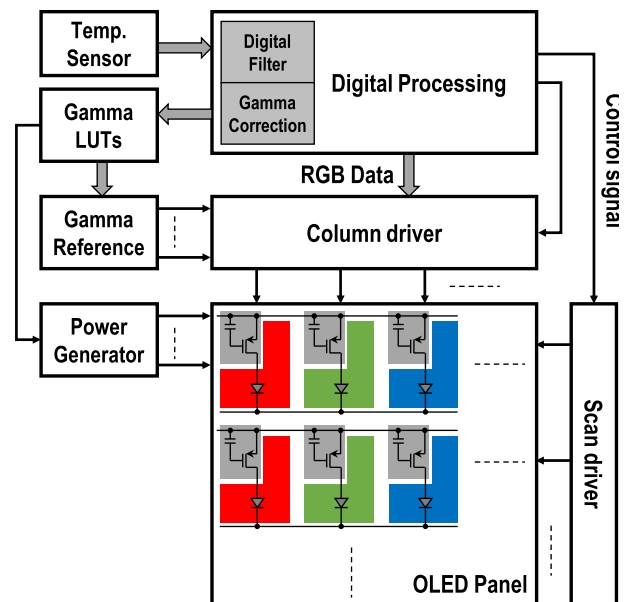 Temp.
Sensor
Digital
Filter
Gamma
Correction
Digital Processing
Gamma
LUTs
Control signal
RGB Data
Gamma
Reference
Column driver
Power
Generator
Scan driver
OLED Panel